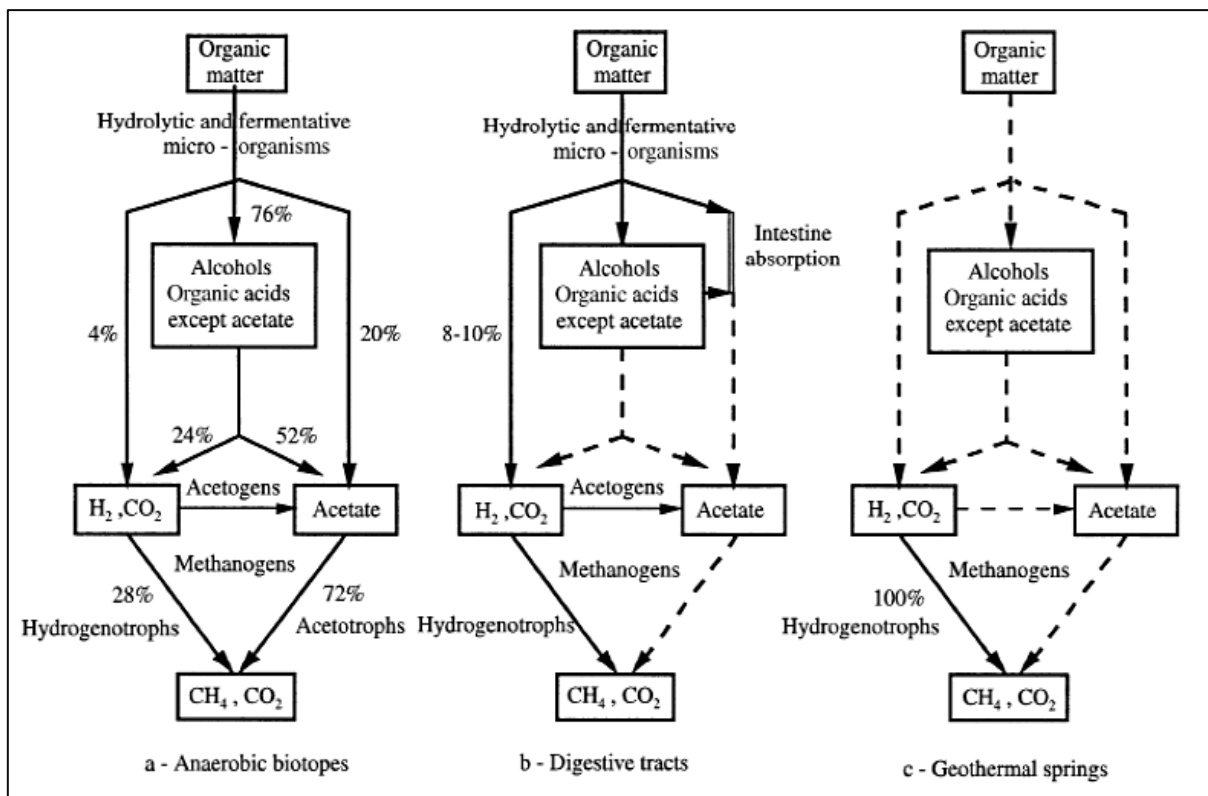 Organic
matter
Hydrolytic and fermentative
micro - organisms
76%
Alcohols
Organic acids
except acetate
4%
20%
24%
52%
H₂ ,CO₂
Acetogens
Acetate
Methanogens
28%
72%
Hydrogenotrophs
Acetotrophs
CH₄ , CO₂
a - Anaerobic biotopes
Organic
matter
Hydrolytic and fermentative
micro - organisms
Intestine
absorption
Alcohols
Organic acids
except acetate
8-10%
H₂ ,CO₂
Acetogens
Acetate
Methanogens
Hydrogenotrophs
CH₄ , CO₂
b - Digestive tracts
Organic
matter
Alcohols
Organic acids
except acetate
H₂ ,CO₂
Acetate
Methanogens
100%
Hydrogenotrophs
CH₄ , CO₂
c - Geothermal springs